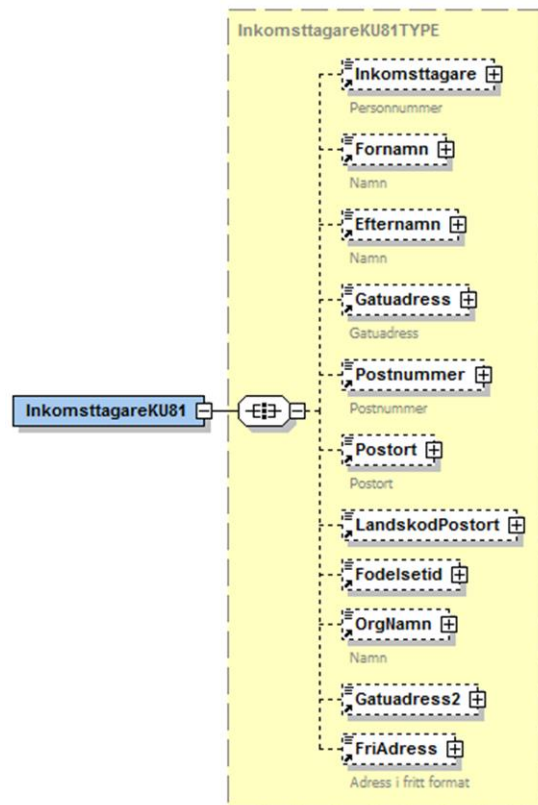 InkomsttagareKU81TYPE
Inkomsttagare
Personnummer
Fornamn
Namn
Efternamn
Namn
Gatuadress
Gatuadress
Postnummer
Postnummer
InkomsttagareKU81
Postort
Postort
LandskodPostort
Fodelsetid
OrgNamn
Namn
Gatuadress2
FriAdress
Adress i fritt format